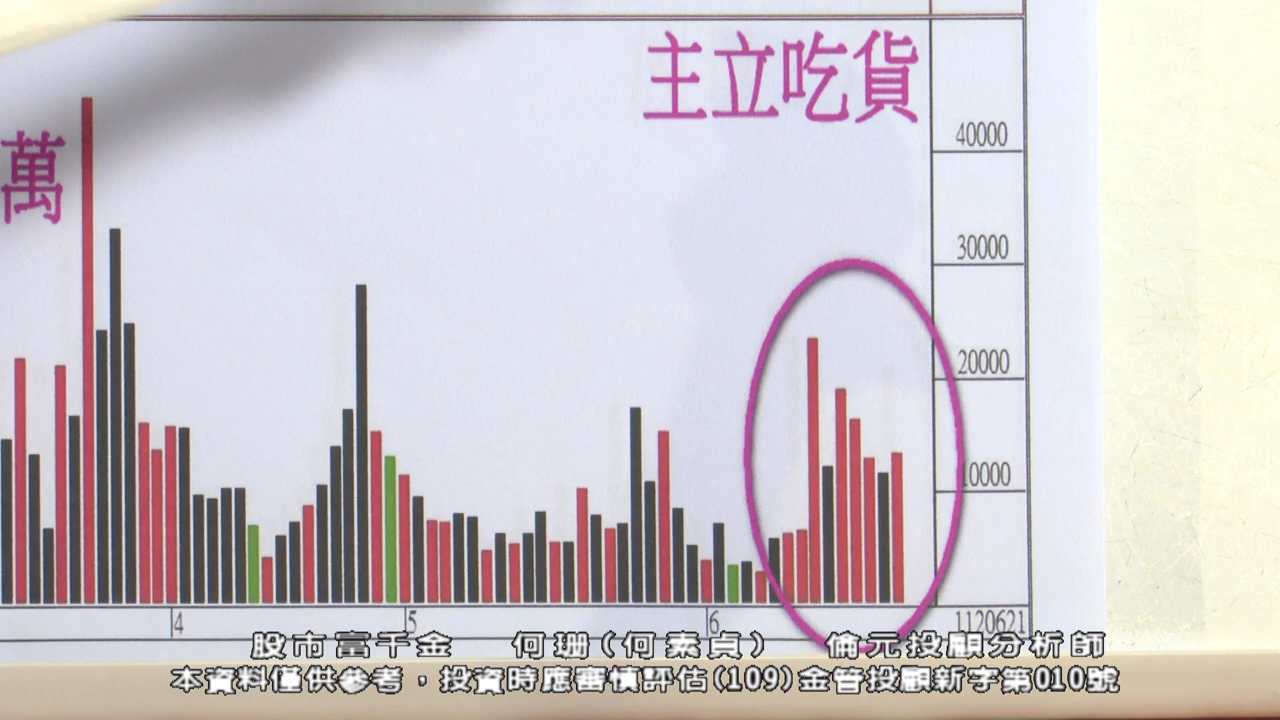 主立吃貨
萬
40000
30000
20000
10000
4
5
6
1120621
股市富千金 何珊(何素貞) 倫元投顧分析師
本資料僅供參考，投資時應審慎評估(109)金管投顧新字第010號